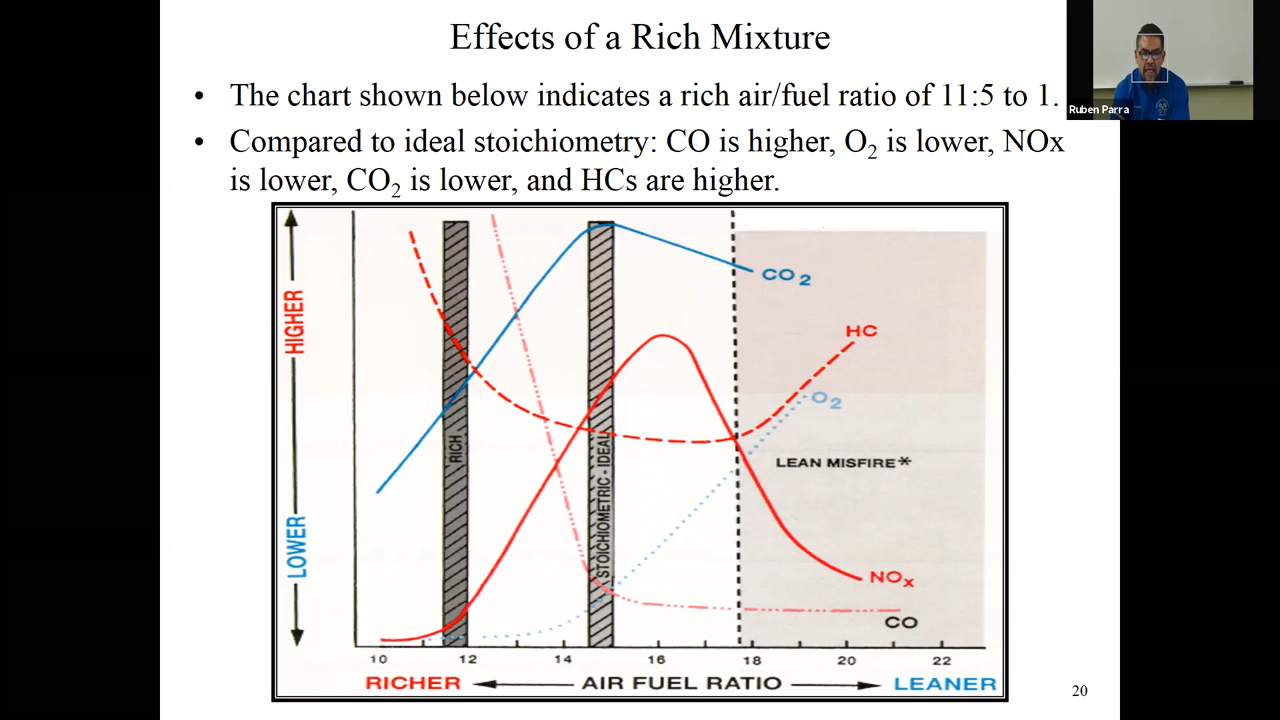 Effects of a Rich Mixture
• The chart shown below indicates a rich air/fuel ratio of 11:5 to 1.
• Compared to ideal stoichiometry: CO is higher, O2 is lower, NOx
is lower, CO2 is lower, and HCs are higher.
Ruben Parra
HIGHER
LOWER
RICH
STOICHIOMETRIC - IDEAL
CO2
HC
O2
LEAN MISFIRE*
NOx
CO
10 12 14 16 18 20 22
RICHER AIR FUEL RATIO LEANER
20